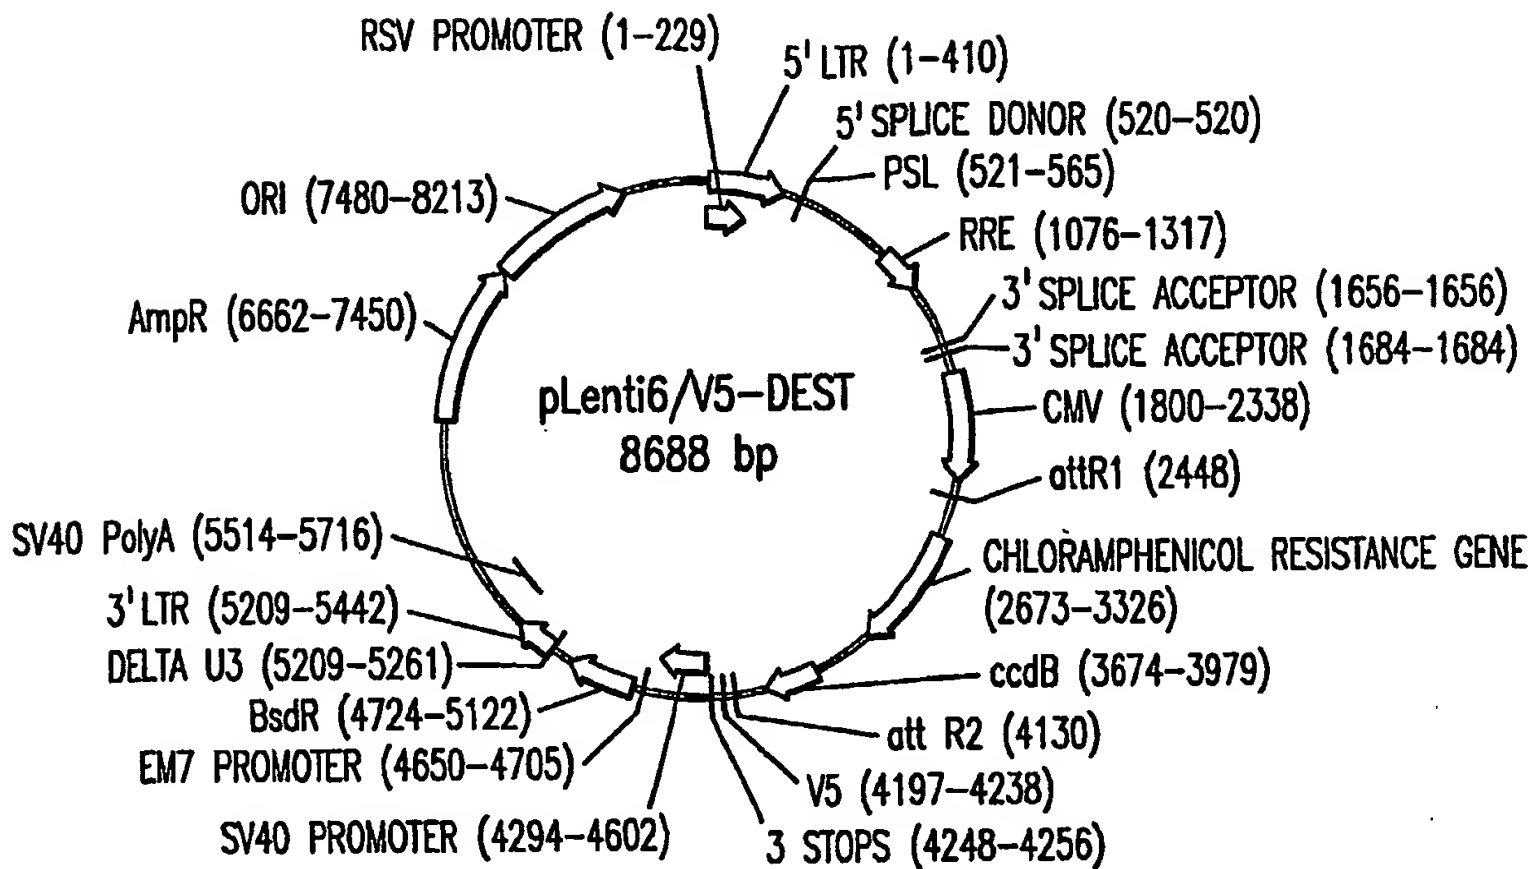 RSV PROMOTER (1-229)
5' LTR (1-410)
5' SPLICE DONOR (520-520)
PSL (521-565)
RRE (1076-1317)
3' SPLICE ACCEPTOR (1656-1656)
3' SPLICE ACCEPTOR (1684-1684)
CMV (1800-2338)
attR1 (2448)
CHLORAMPHENICOL RESISTANCE GENE
(2673-3326)
ccdB (3674-3979)
att R2 (4130)
V5 (4197-4238)
3 STOPS (4248-4256)
SV40 PROMOTER (4294-4602)
EM7 PROMOTER (4650-4705)
BsdR (4724-5122)
DELTA U3 (5209-5261)
3' LTR (5209-5442)
SV40 PolyA (5514-5716)
AmpR (6662-7450)
ORI (7480-8213)
pLenti6/V5-DEST
8688 bp